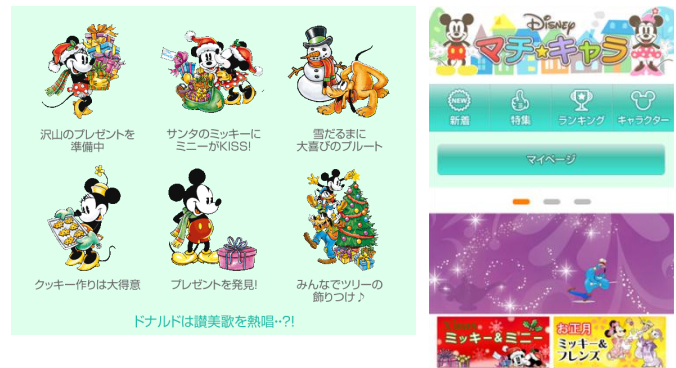 沢山のプレゼントを
準備中
サンタのミッキーに
ミニーがKISS!
雪だるまに
大喜びのプルート
クッキー作りは大得意
プレゼントを発見!
みんなでツリーの
飾りつけ♪
ドナルドは讃美歌を熱唱‥?!
Disney
マチ★キャラ
NEW
新着
特集
ランキング
キャラクター
マイページ
ミッキー&ミニー
お正月
ミッキー&
フレンズ